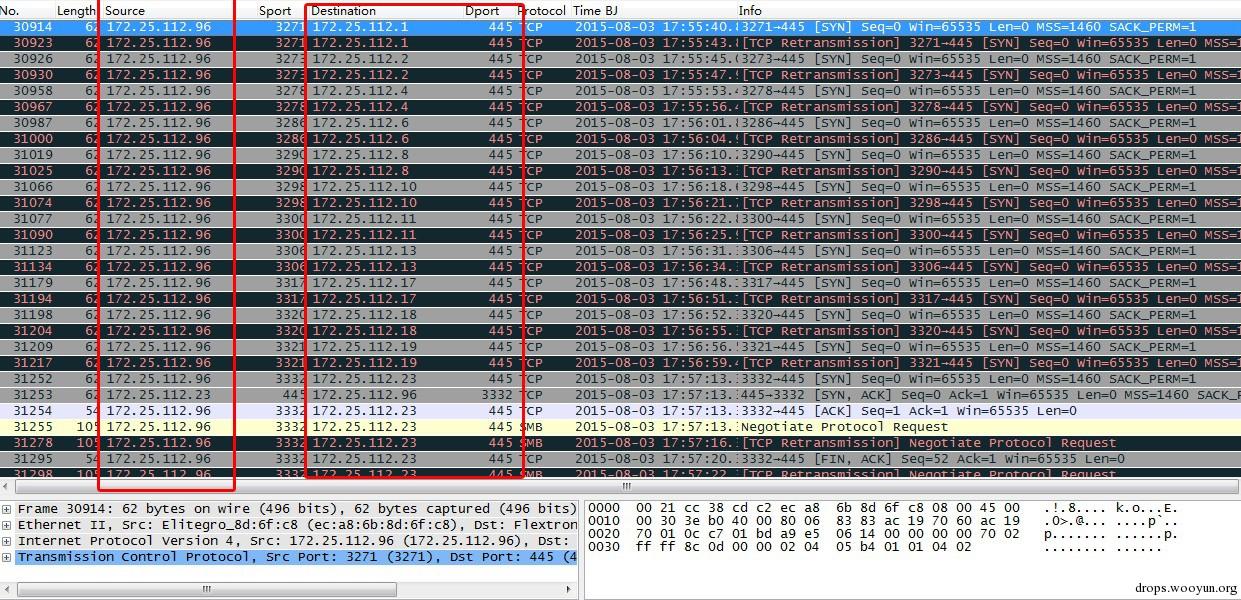 No. Length Source Sport Destination Dport Protocol Time BJ Info
30914 62 172.25.112.96 3271 172.25.112.1 445 TCP 2015-08-03 17:55:40. 3271→445 [SYN] Seq=0 Win=65535 Len=0 MSS=1460 SACK_PERM=1
30923 62 172.25.112.96 3271 172.25.112.1 445 TCP 2015-08-03 17:55:43. [TCP Retransmission] 3271→445 [SYN] Seq=0 Win=65535 Len=0 MSS=1
30926 62 172.25.112.96 3273 172.25.112.2 445 TCP 2015-08-03 17:55:45. 3273→445 [SYN] Seq=0 Win=65535 Len=0 MSS=1460 SACK_PERM=1
30930 62 172.25.112.96 3273 172.25.112.2 445 TCP 2015-08-03 17:55:47. [TCP Retransmission] 3273→445 [SYN] Seq=0 Win=65535 Len=0 MSS=1
30958 62 172.25.112.96 3278 172.25.112.4 445 TCP 2015-08-03 17:55:53. 3278→445 [SYN] Seq=0 Win=65535 Len=0 MSS=1460 SACK_PERM=1
30967 62 172.25.112.96 3278 172.25.112.4 445 TCP 2015-08-03 17:55:56. [TCP Retransmission] 3278→445 [SYN] Seq=0 Win=65535 Len=0 MSS=1
30987 62 172.25.112.96 3286 172.25.112.6 445 TCP 2015-08-03 17:56:01. 3286→445 [SYN] Seq=0 Win=65535 Len=0 MSS=1460 SACK_PERM=1
31000 62 172.25.112.96 3286 172.25.112.6 445 TCP 2015-08-03 17:56:04. [TCP Retransmission] 3286→445 [SYN] Seq=0 Win=65535 Len=0 MSS=1
31019 62 172.25.112.96 3290 172.25.112.8 445 TCP 2015-08-03 17:56:10. 3290→445 [SYN] Seq=0 Win=65535 Len=0 MSS=1460 SACK_PERM=1
31025 62 172.25.112.96 3290 172.25.112.8 445 TCP 2015-08-03 17:56:13. [TCP Retransmission] 3290→445 [SYN] Seq=0 Win=65535 Len=0 MSS=1
31066 62 172.25.112.96 3298 172.25.112.10 445 TCP 2015-08-03 17:56:18. 3298→445 [SYN] Seq=0 Win=65535 Len=0 MSS=1460 SACK_PERM=1
31074 62 172.25.112.96 3298 172.25.112.10 445 TCP 2015-08-03 17:56:21. [TCP Retransmission] 3298→445 [SYN] Seq=0 Win=65535 Len=0 MSS=1
31077 62 172.25.112.96 3300 172.25.112.11 445 TCP 2015-08-03 17:56:22. 3300→445 [SYN] Seq=0 Win=65535 Len=0 MSS=1460 SACK_PERM=1
31090 62 172.25.112.96 3300 172.25.112.11 445 TCP 2015-08-03 17:56:25. [TCP Retransmission] 3300→445 [SYN] Seq=0 Win=65535 Len=0 MSS=1
31123 62 172.25.112.96 3306 172.25.112.13 445 TCP 2015-08-03 17:56:31. 3306→445 [SYN] Seq=0 Win=65535 Len=0 MSS=1460 SACK_PERM=1
31134 62 172.25.112.96 3306 172.25.112.13 445 TCP 2015-08-03 17:56:34. [TCP Retransmission] 3306→445 [SYN] Seq=0 Win=65535 Len=0 MSS=1
31179 62 172.25.112.96 3317 172.25.112.17 445 TCP 2015-08-03 17:56:48. 3317→445 [SYN] Seq=0 Win=65535 Len=0 MSS=1460 SACK_PERM=1
31194 62 172.25.112.96 3317 172.25.112.17 445 TCP 2015-08-03 17:56:51. [TCP Retransmission] 3317→445 [SYN] Seq=0 Win=65535 Len=0 MSS=1
31198 62 172.25.112.96 3320 172.25.112.18 445 TCP 2015-08-03 17:56:52. 3320→445 [SYN] Seq=0 Win=65535 Len=0 MSS=1460 SACK_PERM=1
31204 62 172.25.112.96 3320 172.25.112.18 445 TCP 2015-08-03 17:56:55. [TCP Retransmission] 3320→445 [SYN] Seq=0 Win=65535 Len=0 MSS=1
31209 62 172.25.112.96 3321 172.25.112.19 445 TCP 2015-08-03 17:56:56. 3321→445 [SYN] Seq=0 Win=65535 Len=0 MSS=1460 SACK_PERM=1
31217 62 172.25.112.96 3321 172.25.112.19 445 TCP 2015-08-03 17:56:59. [TCP Retransmission] 3321→445 [SYN] Seq=0 Win=65535 Len=0 MSS=1
31252 62 172.25.112.96 3332 172.25.112.23 445 TCP 2015-08-03 17:57:13. 3332→445 [SYN] Seq=0 Win=65535 Len=0 MSS=1460 SACK_PERM=1
31253 62 172.25.112.23 445 172.25.112.96 3332 TCP 2015-08-03 17:57:13. 445→3332 [SYN, ACK] Seq=0 Ack=1 Win=65535 Len=0 MSS=1460 SACK_P
31254 54 172.25.112.96 3332 172.25.112.23 445 TCP 2015-08-03 17:57:13. 3332→445 [ACK] Seq=1 Ack=1 Win=65535 Len=0
31255 105 172.25.112.96 3332 172.25.112.23 445 SMB 2015-08-03 17:57:13. Negotiate Protocol Request
31278 105 172.25.112.96 3332 172.25.112.23 445 SMB 2015-08-03 17:57:16. [TCP Retransmission] Negotiate Protocol Request
31295 54 172.25.112.96 3332 172.25.112.23 445 TCP 2015-08-03 17:57:20. 3332→445 [FIN, ACK] Seq=52 Ack=1 Win=65535 Len=0
31298 105 172.25.112.96 3332 172.25.112.23 445 SMB 2015-08-03 17:57:22. [TCP Retransmission] Negotiate Protocol Request
Frame 30914: 62 bytes on wire (496 bits), 62 bytes captured (496 bits)
Ethernet II, Src: Elitegro_8d:6f:c8 (ec:a8:6b:8d:6f:c8), Dst: Flextron
Internet Protocol Version 4, Src: 172.25.112.96 (172.25.112.96), Dst:
Transmission Control Protocol, Src Port: 3271 (3271), Dst Port: 445 (4
0000 00 21 cc 38 cd c2 ec a8 6b 8d 6f c8 08 00 45 00 .!.8.... k.o...E.
0010 00 30 3e b0 40 00 80 06 83 83 ac 19 70 60 ac 19 .0>.@... ....p`..
0020 70 01 0c c7 01 bd a9 e5 06 14 00 00 00 00 70 02 p....... ......p.
0030 ff ff 8c 0d 00 00 02 04 05 b4 01 01 04 02 ........ ......
drops.wooyun.org